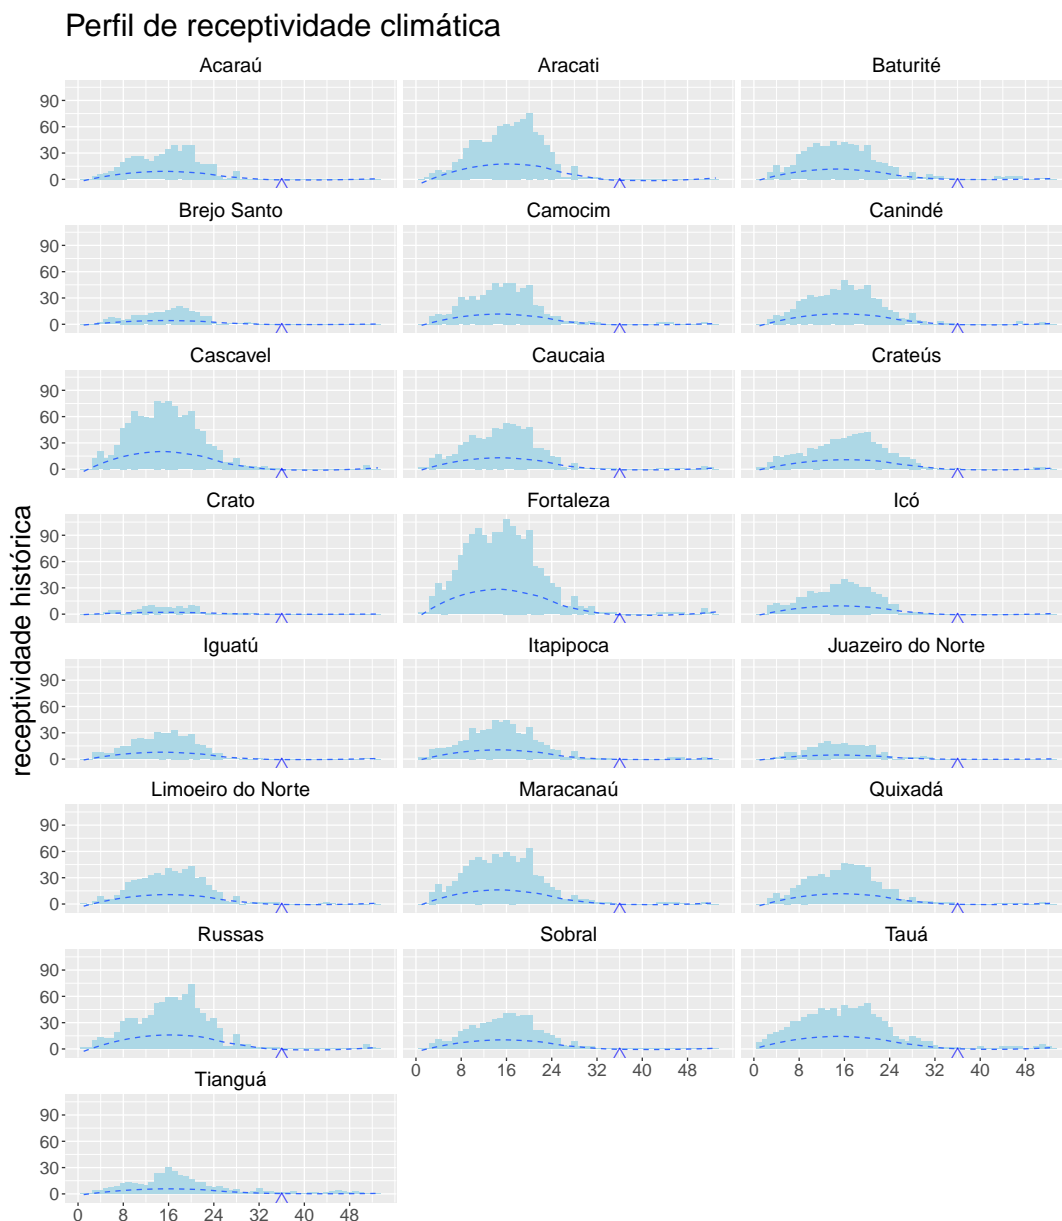 Perfil de receptividade climática
Acaraú Aracati Baturité
90
60
30
0
Brejo Santo Camocim Canindé
90
60
30
0
Cascavel Caucaia Crateús
90
60
30
0
Crato Fortaleza Icó
90
60
30
0
receptividade histórica
Iguatú Itapipoca Juazeiro do Norte
90
60
30
0
Limoeiro do Norte Maracanaú Quixadá
90
60
30
0
Russas Sobral Tauá
90
60
30
0
0 8 16 24 32 40 48 0 8 16 24 32 40 48
Tianguá
90
60
30
0
0 8 16 24 32 40 48